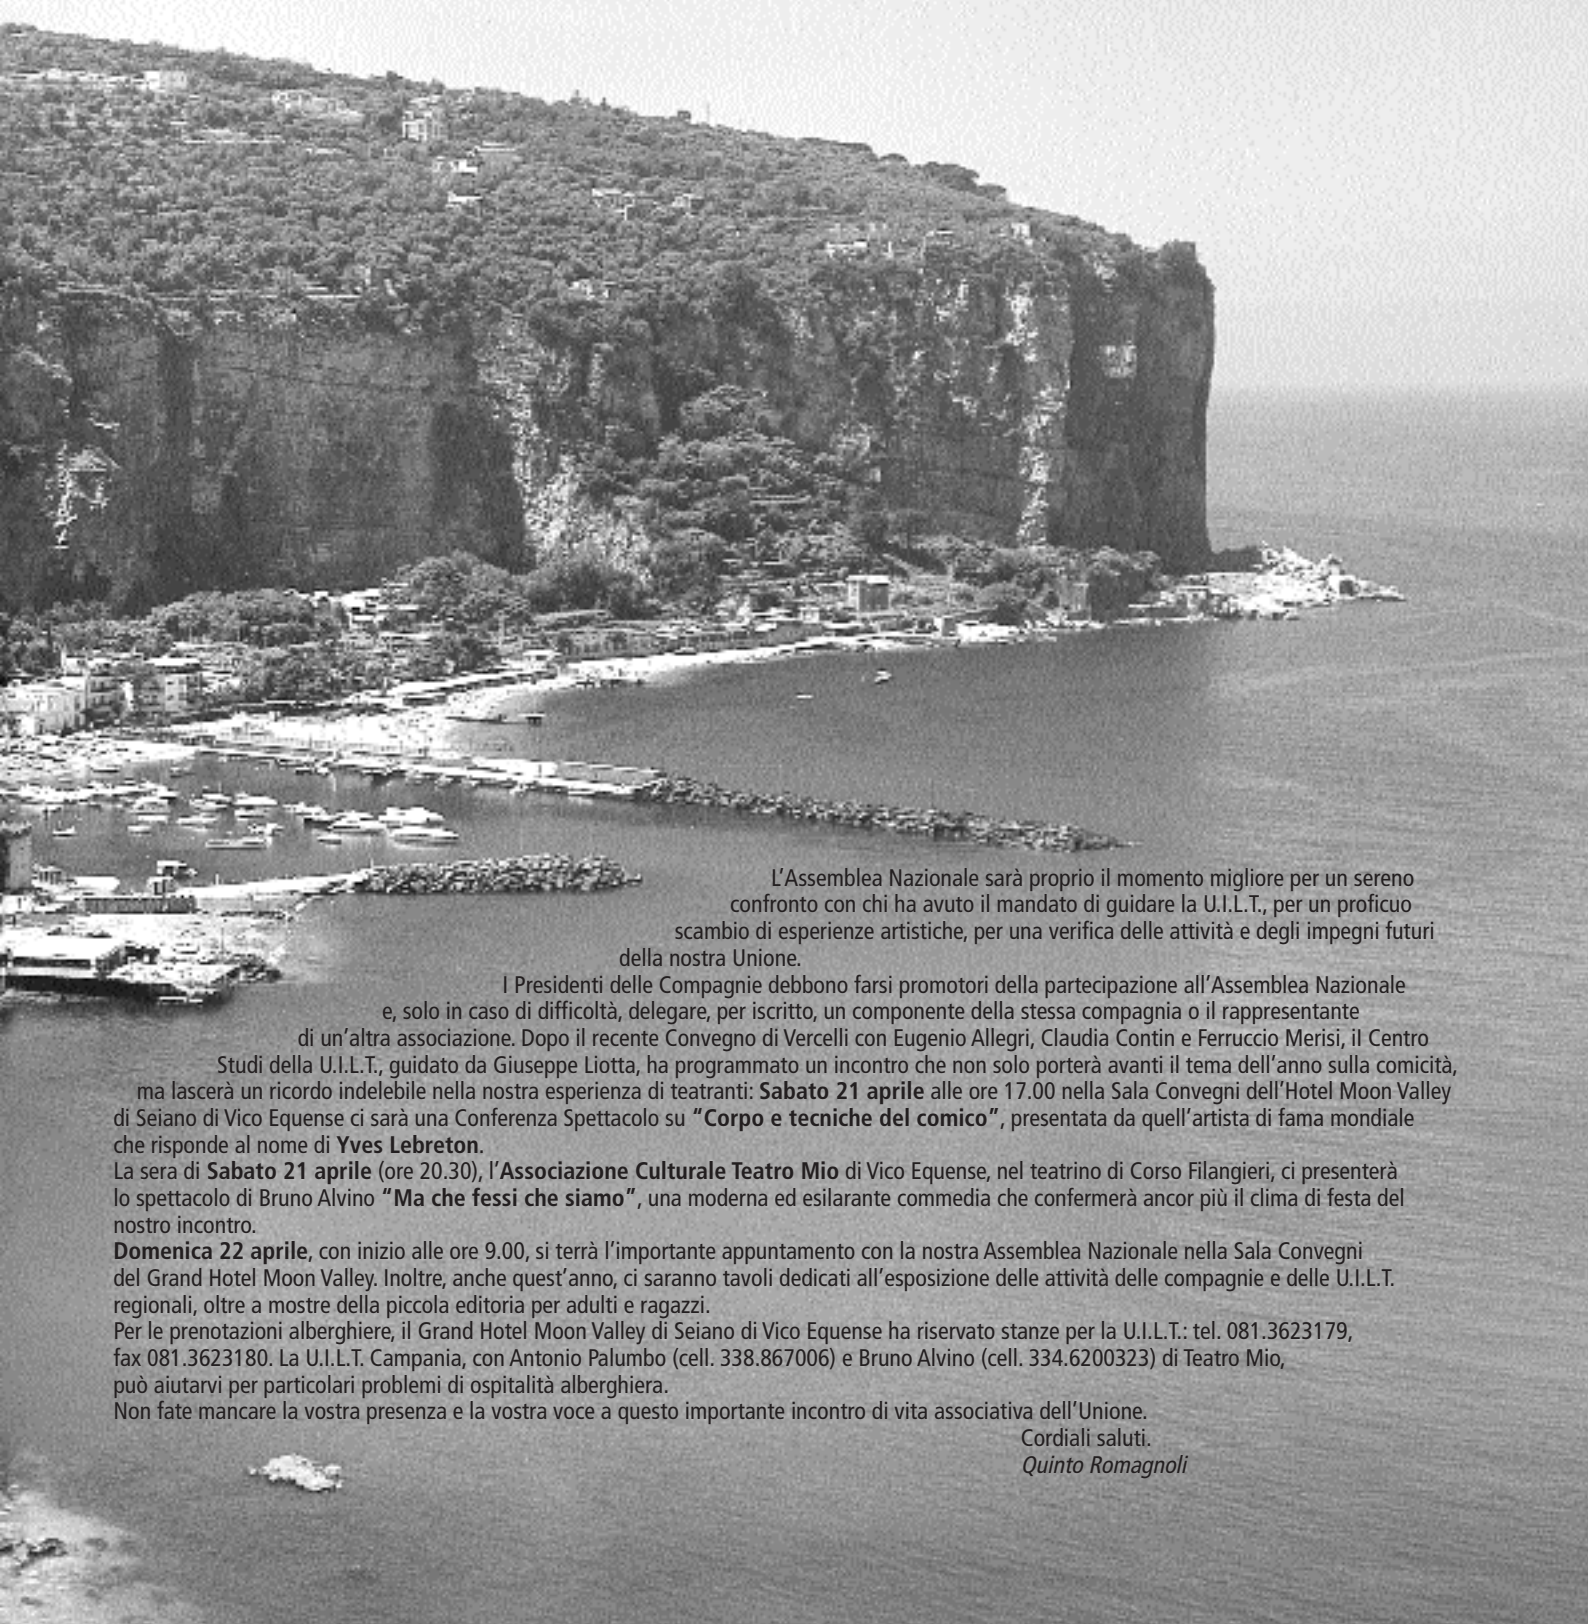 L’Assemblea Nazionale sarà proprio il momento migliore per un sereno
confronto con chi ha avuto il mandato di guidare la U.I.L.T., per un proficuo
scambio di esperienze artistiche, per una verifica delle attività e degli impegni futuri
della nostra Unione.
I Presidenti delle Compagnie debbono farsi promotori della partecipazione all’Assemblea Nazionale
e, solo in caso di difficoltà, delegare, per iscritto, un componente della stessa compagnia o il rappresentante
di un’altra associazione. Dopo il recente Convegno di Vercelli con Eugenio Allegri, Claudia Contin e Ferruccio Merisi, il Centro
Studi della U.I.L.T., guidato da Giuseppe Liotta, ha programmato un incontro che non solo porterà avanti il tema dell’anno sulla comicità,
ma lascerà un ricordo indelebile nella nostra esperienza di teatranti: Sabato 21 aprile alle ore 17.00 nella Sala Convegni dell’Hotel Moon Valley
di Seiano di Vico Equense ci sarà una Conferenza Spettacolo su “Corpo e tecniche del comico”, presentata da quell’artista di fama mondiale
che risponde al nome di Yves Lebreton.
La sera di Sabato 21 aprile (ore 20.30), l’Associazione Culturale Teatro Mio di Vico Equense, nel teatrino di Corso Filangieri, ci presenterà
lo spettacolo di Bruno Alvino “Ma che fessi che siamo”, una moderna ed esilarante commedia che confermerà ancor più il clima di festa del
nostro incontro.
Domenica 22 aprile, con inizio alle ore 9.00, si terrà l’importante appuntamento con la nostra Assemblea Nazionale nella Sala Convegni
del Grand Hotel Moon Valley. Inoltre, anche quest’anno, ci saranno tavoli dedicati all’esposizione delle attività delle compagnie e delle U.I.L.T.
regionali, oltre a mostre della piccola editoria per adulti e ragazzi.
Per le prenotazioni alberghiere, il Grand Hotel Moon Valley di Seiano di Vico Equense ha riservato stanze per la U.I.L.T.: tel. 081.3623179,
fax 081.3623180. La U.I.L.T. Campania, con Antonio Palumbo (cell. 338.867006) e Bruno Alvino (cell. 334.6200323) di Teatro Mio,
può aiutarvi per particolari problemi di ospitalità alberghiera.
Non fate mancare la vostra presenza e la vostra voce a questo importante incontro di vita associativa dell’Unione.
Cordiali saluti.
Quinto Romagnoli